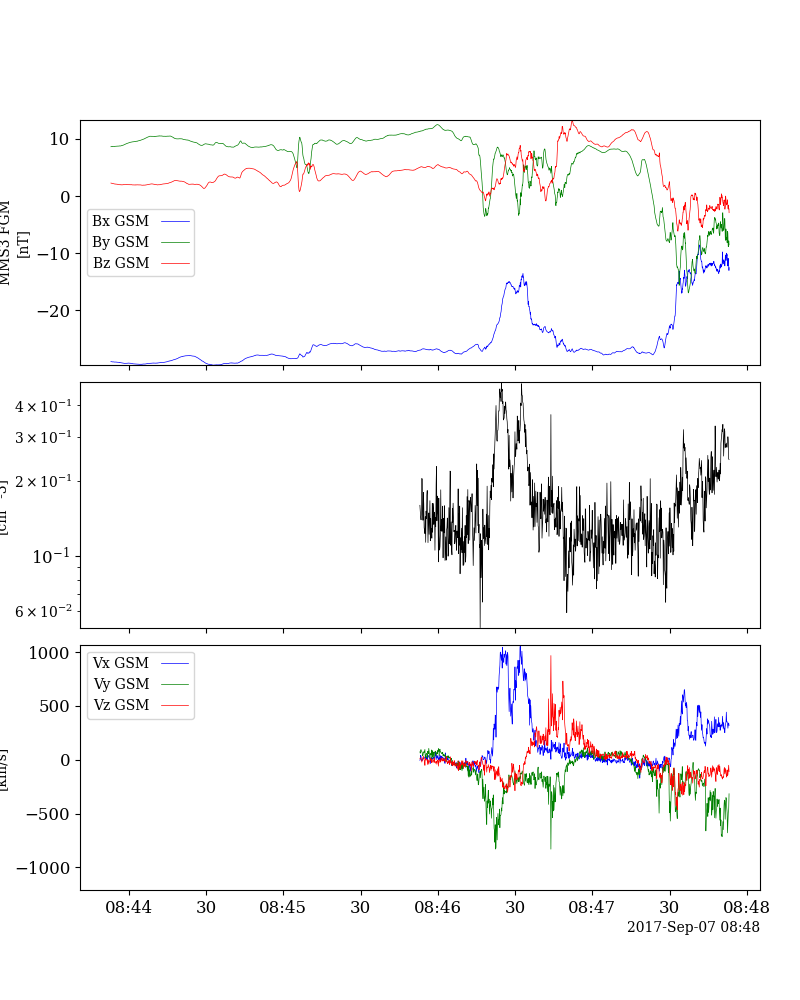 10
0
−10
−20
MMS3 FGM
[nT]
Bx GSM
By GSM
Bz GSM
4 × 10⁻¹
3 × 10⁻¹
2 × 10⁻¹
10⁻¹
6 × 10⁻²
1000
500
0
−500
−1000
[km/s]
Vx GSM
Vy GSM
Vz GSM
08:44 30 08:45 30 08:46 30 08:47 30 08:48
2017-Sep-07 08:48